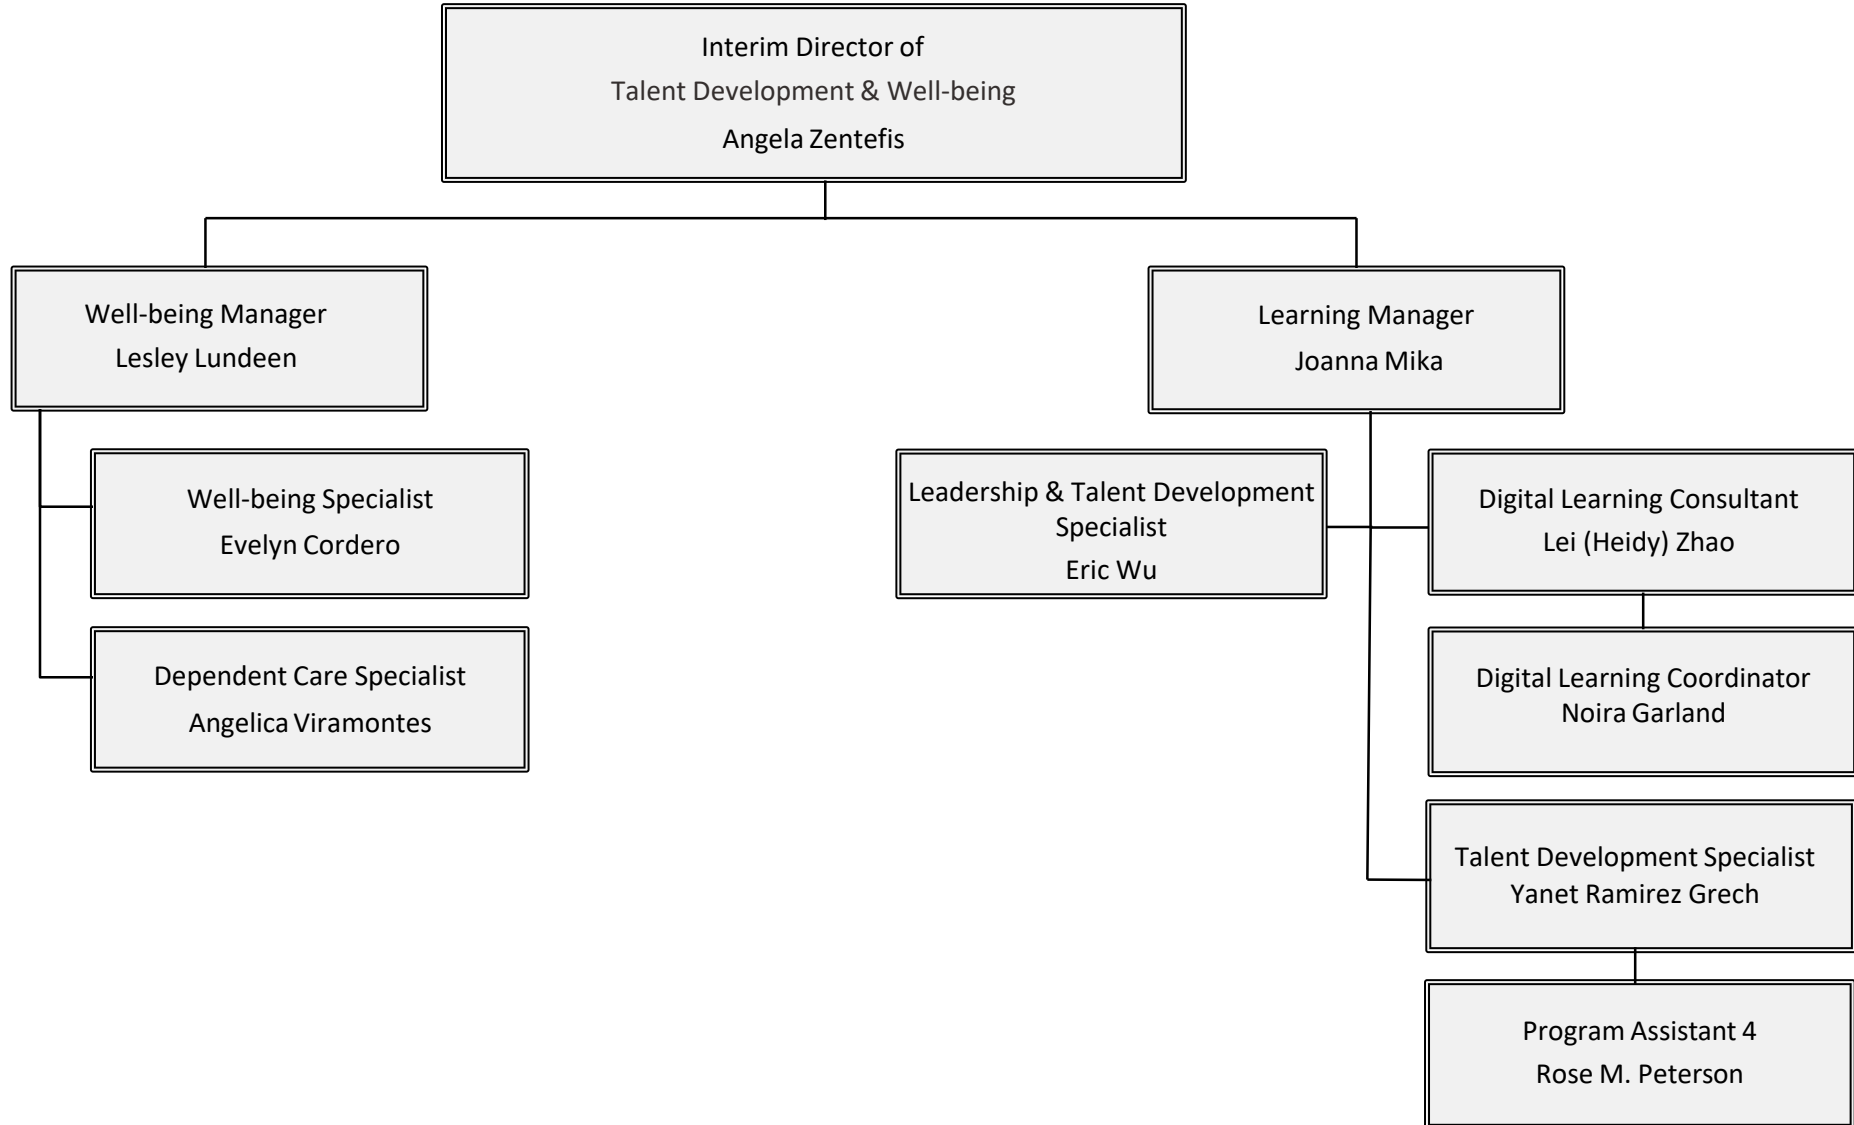 Interim Director of
Talent Development & Well-being
Angela Zentefis
Well-being Manager
Lesley Lundeen
Learning Manager
Joanna Mika
Well-being Specialist
Evelyn Cordero
Leadership & Talent Development
Specialist
Eric Wu
Digital Learning Consultant
Lei (Heidy) Zhao
Dependent Care Specialist
Angelica Viramontes
Digital Learning Coordinator
Noira Garland
Talent Development Specialist
Yanet Ramirez Grech
Program Assistant 4
Rose M. Peterson